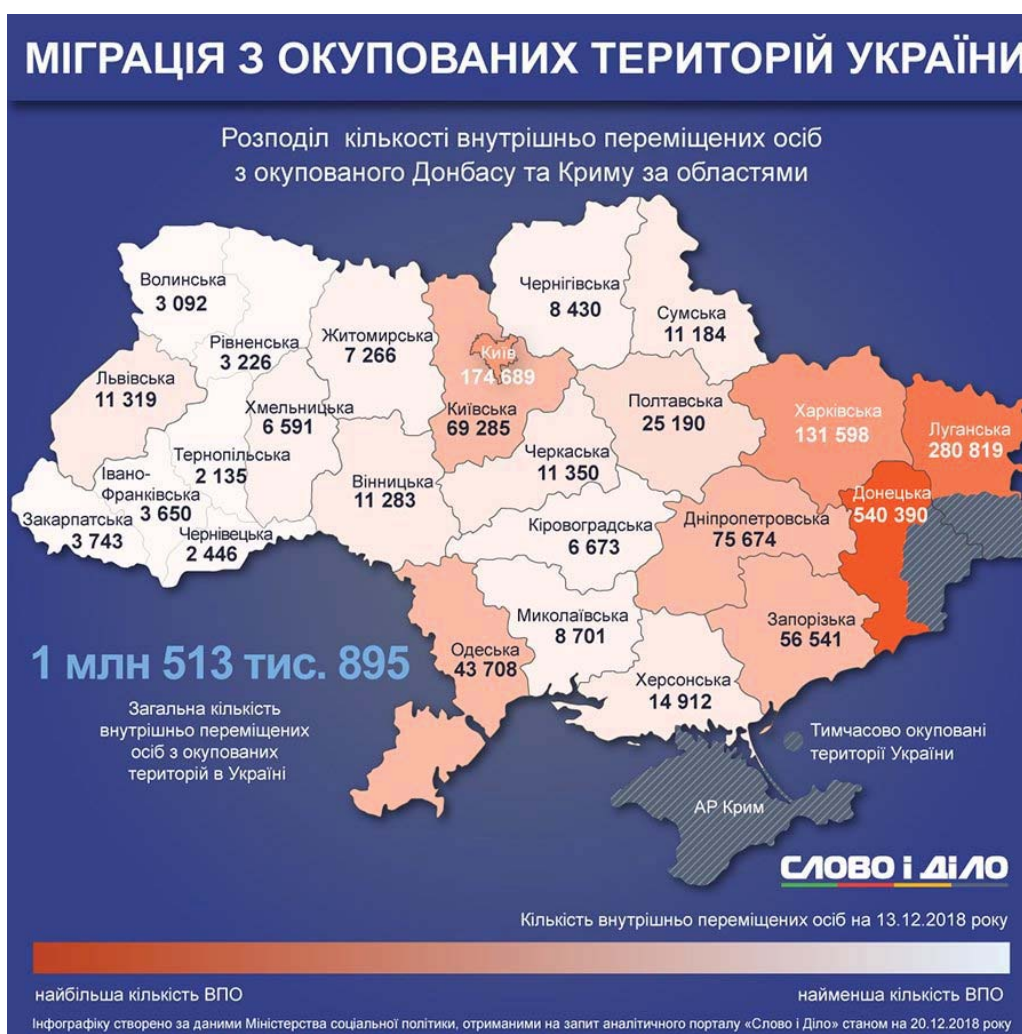 МІГРАЦІЯ З ОКУПОВАНИХ ТЕРИТОРІЙ УКРАЇНИ
Розподіл кількості внутрішньо переміщених осіб
з окупованого Донбасу та Криму за областями
Волинська
3 092
Рівненська
3 226
Житомирська
7 266
Київ
174 689
Київська
69 285
Чернігівська
8 430
Сумська
11 184
Львівська
11 319
Хмельницька
6 591
Тернопільська
2 135
Івано-
Франківська
3 650
Закарпатська
3 743
Чернівецька
2 446
Вінницька
11 283
Черкаська
11 350
Полтавська
25 190
Харківська
131 598
Луганська
280 819
Донецька
540 390
Кіровоградська
6 673
Дніпропетровська
75 674
Миколаївська
8 701
Запорізька
56 541
Одеська
43 708
Херсонська
14 912
1 млн 513 тис. 895
Загальна кількість
внутрішньо переміщених
осіб з окупованих
територій в Україні
Тимчасово окуповані
території України
АР Крим
СЛОВО і ДіЛО
Кількість внутрішньо переміщених осіб на 13.12.2018 року
найбільша кількість ВПО
найменша кількість ВПО
Інфографіку створено за даними Міністерства соціальної політики, отриманими на запит аналітичного порталу «Слово і Діло» станом на 20.12.2018 року